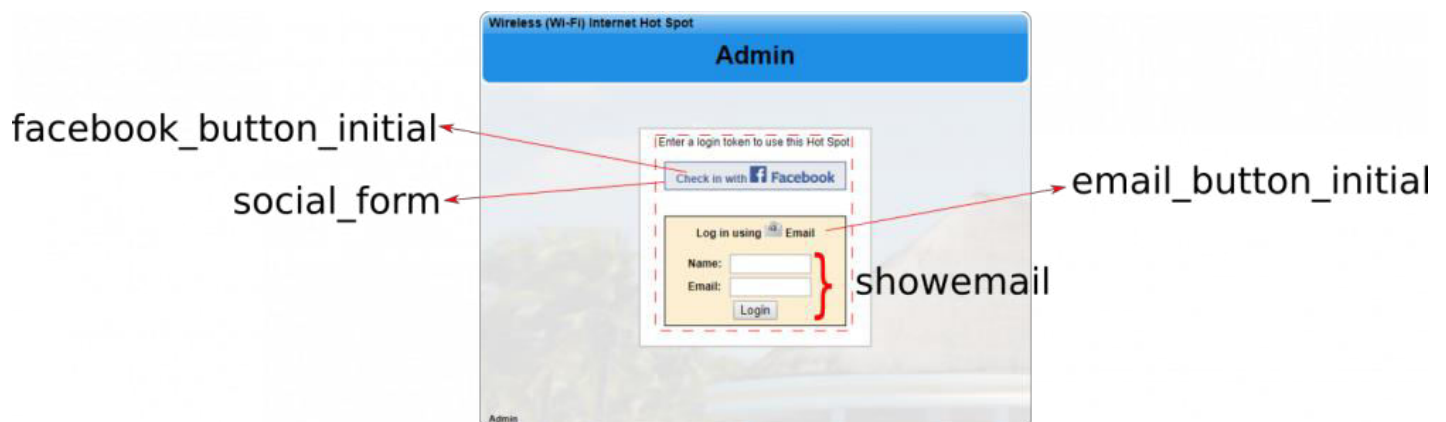 Wireless (Wi-Fi) Internet Hot Spot
Admin
facebook_button_initial
Enter a login token to use this Hot Spot
Check in with Facebook
social_form
email_button_initial
Log in using Email
Name:
showemail
Email:
Login
Admin